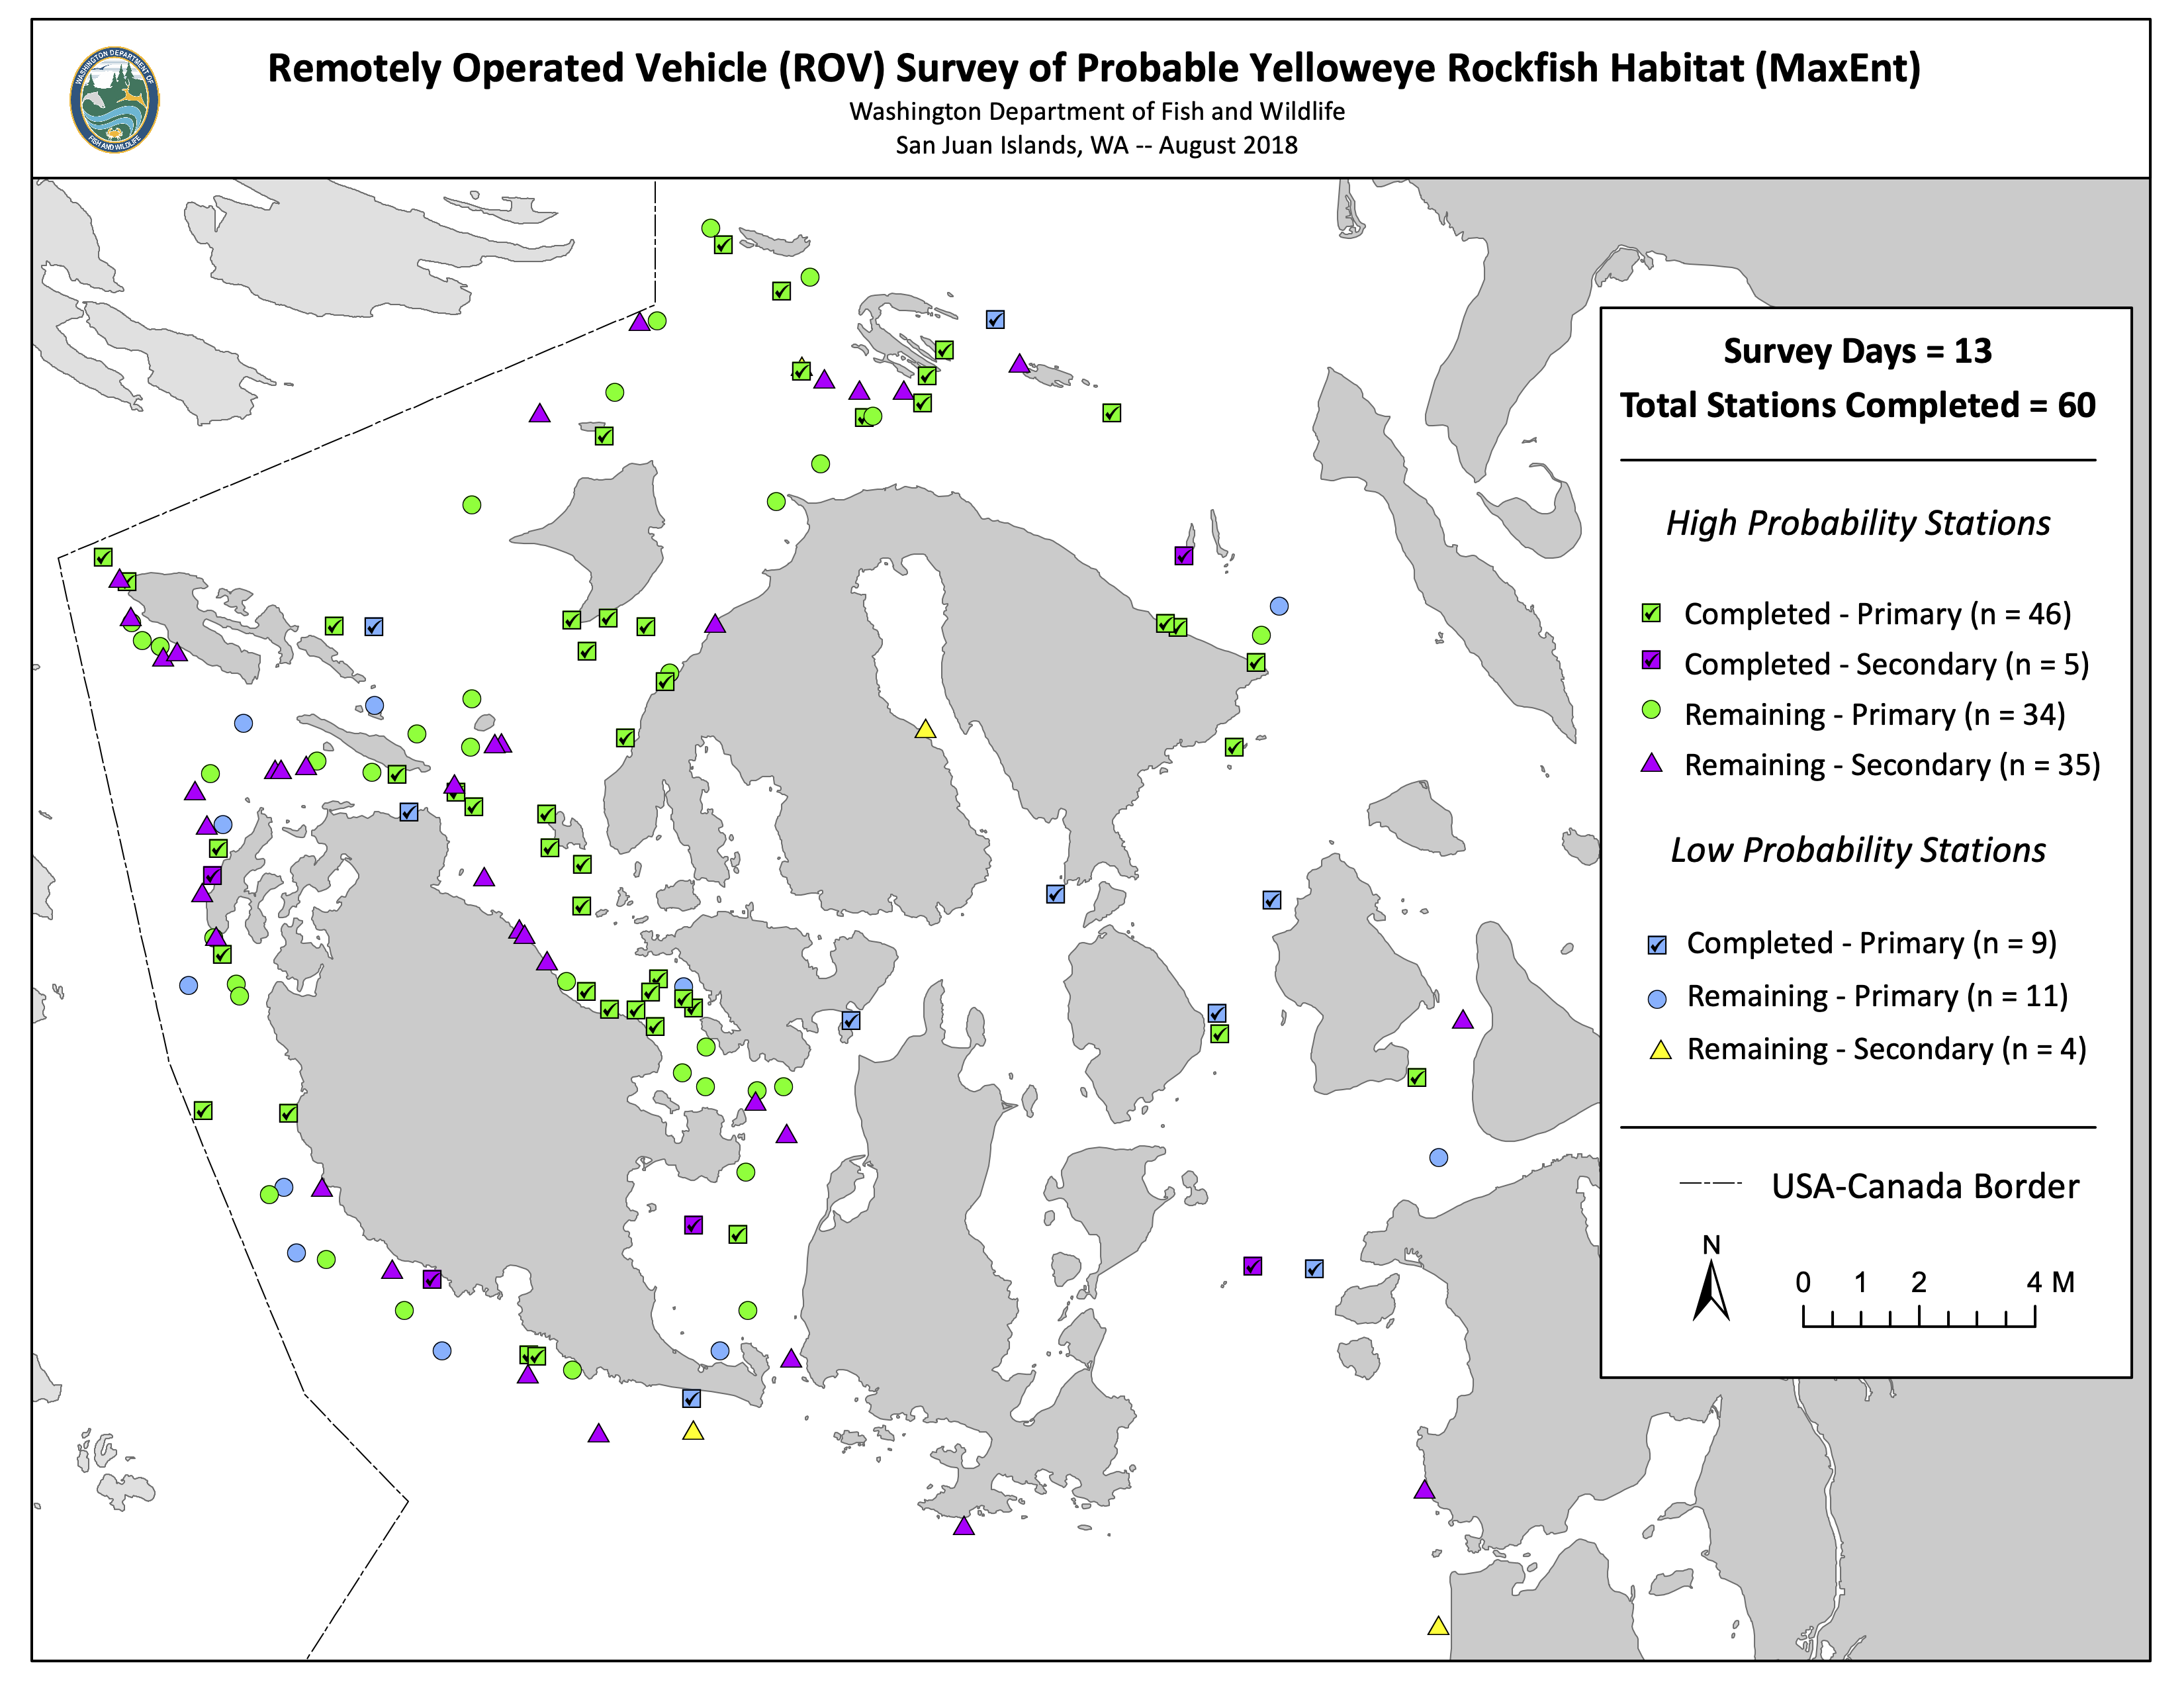 Remotely Operated Vehicle (ROV) Survey of Probable Yelloweye Rockfish Habitat (MaxEnt)
Washington Department of Fish and Wildlife
San Juan Islands, WA -- August 2018
WASHINGTON DEPARTMENT OF
FISH AND WILDLIFE
Survey Days = 13
Total Stations Completed = 60
High Probability Stations
Completed - Primary (n = 46)
Completed - Secondary (n = 5)
Remaining - Primary (n = 34)
Remaining - Secondary (n = 35)
Low Probability Stations
Completed - Primary (n = 9)
Remaining - Primary (n = 11)
Remaining - Secondary (n = 4)
USA-Canada Border
N
0 1 2 4 M